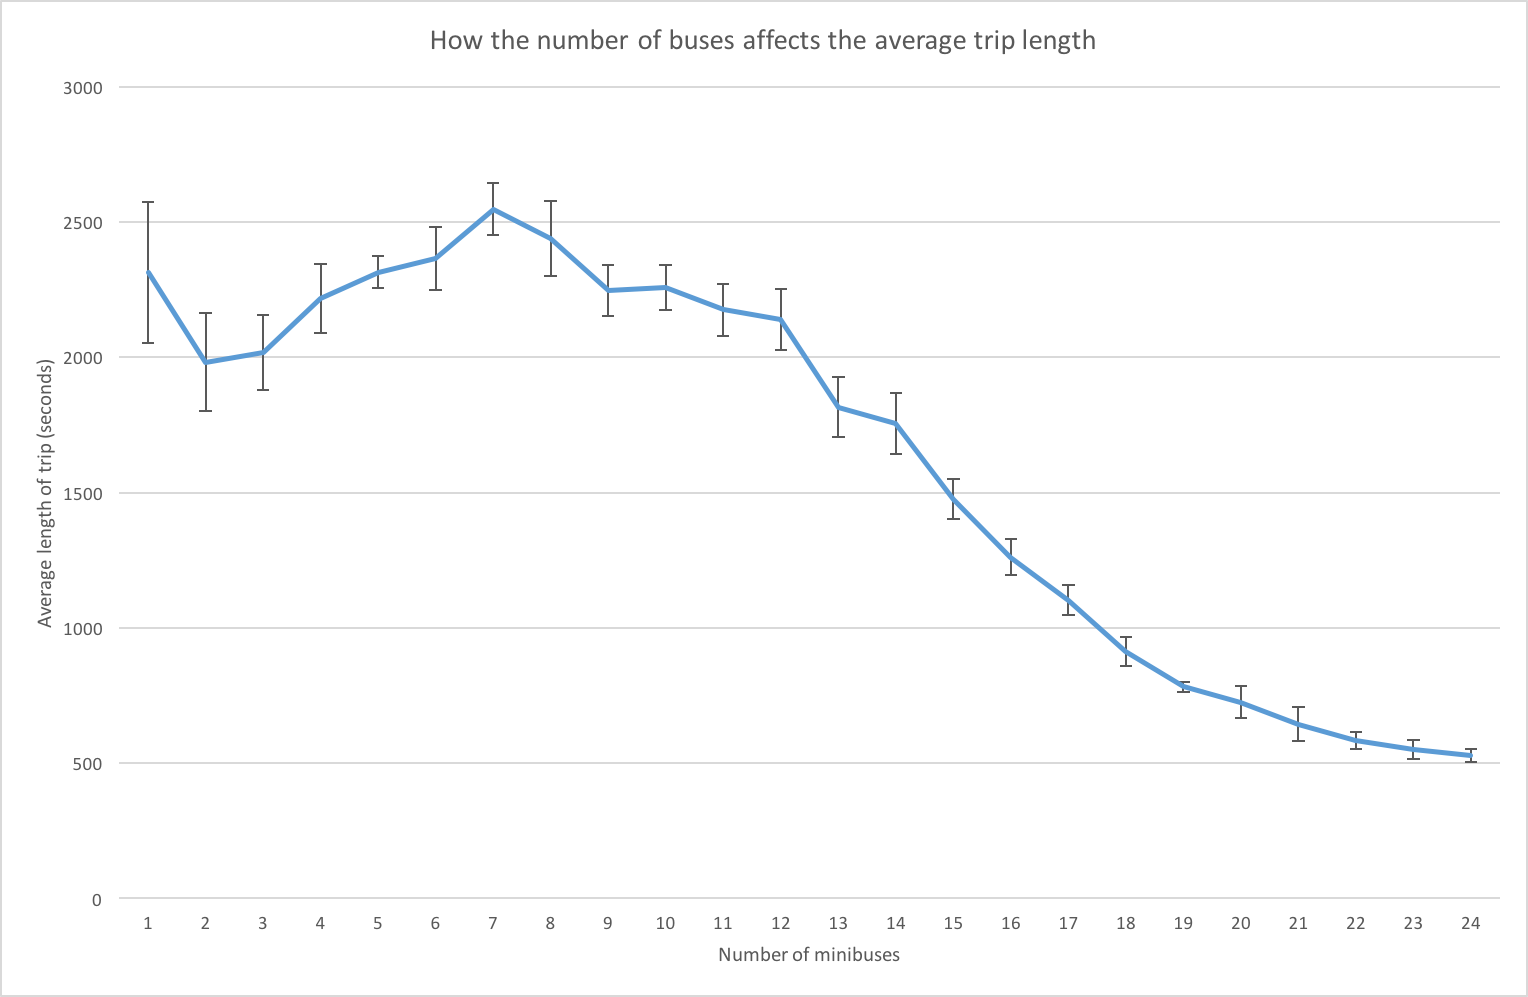 How the number of buses affects the average trip length
3000
2500
2000
1500
1000
500
0
Average length of trip (seconds)
1 2 3 4 5 6 7 8 9 10 11 12 13 14 15 16 17 18 19 20 21 22 23 24
Number of minibuses